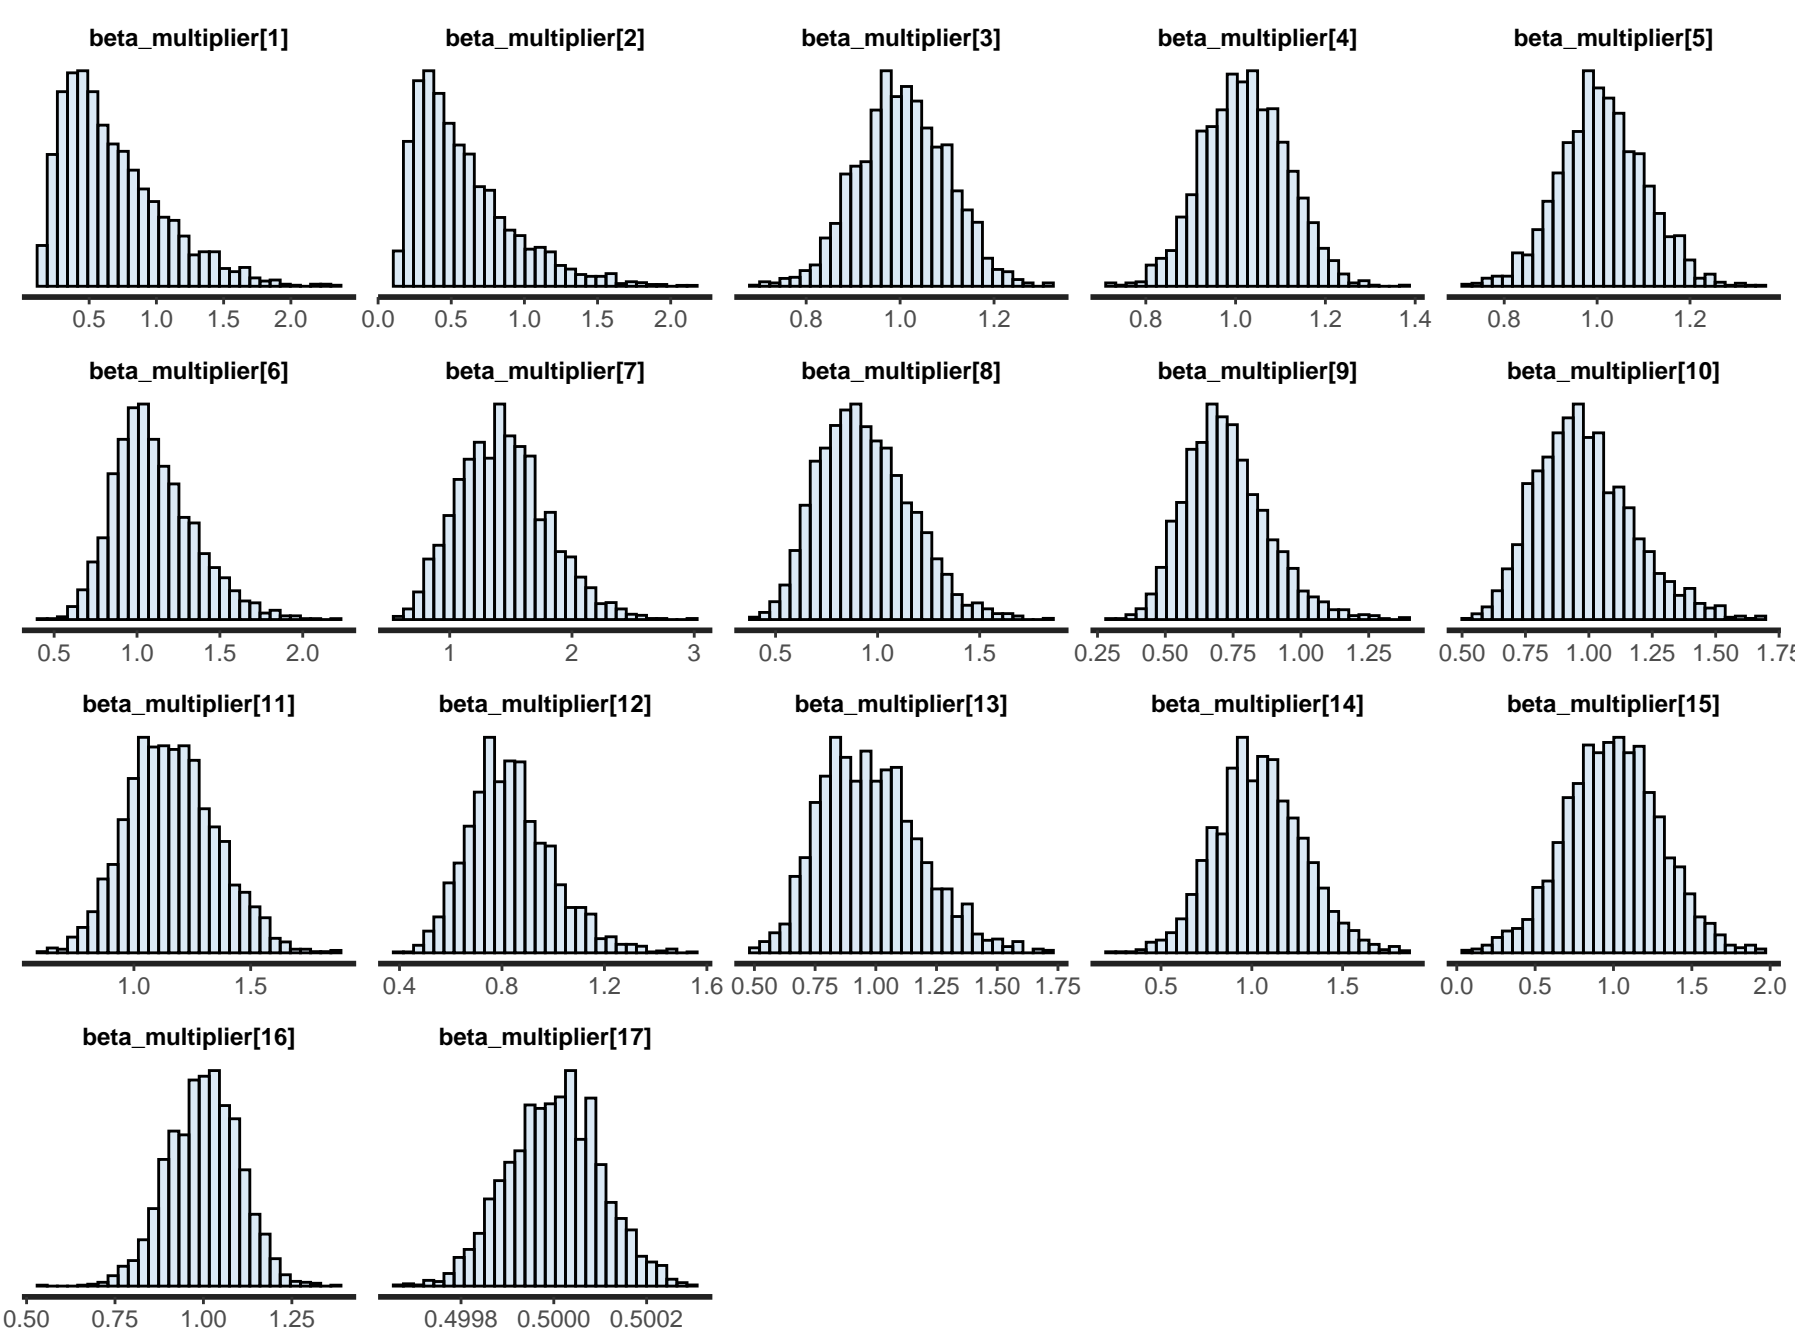 beta_multiplier[1] beta_multiplier[2] beta_multiplier[3] beta_multiplier[4] beta_multiplier[5]
0.5 1.0 1.5 2.0 0.0 0.5 1.0 1.5 2.0 0.8 1.0 1.2 0.8 1.0 1.2 1.4 0.8 1.0 1.2
beta_multiplier[6] beta_multiplier[7] beta_multiplier[8] beta_multiplier[9] beta_multiplier[10]
0.5 1.0 1.5 2.0 1 2 3 0.5 1.0 1.5 0.25 0.50 0.75 1.00 1.25 0.50 0.75 1.00 1.25 1.50 1.75
beta_multiplier[11] beta_multiplier[12] beta_multiplier[13] beta_multiplier[14] beta_multiplier[15]
1.0 1.5 0.4 0.8 1.2 1.6 0.50 0.75 1.00 1.25 1.50 1.75 0.5 1.0 1.5 0.0 0.5 1.0 1.5 2.0
beta_multiplier[16] beta_multiplier[17]
0.50 0.75 1.00 1.25 0.4998 0.5000 0.5002